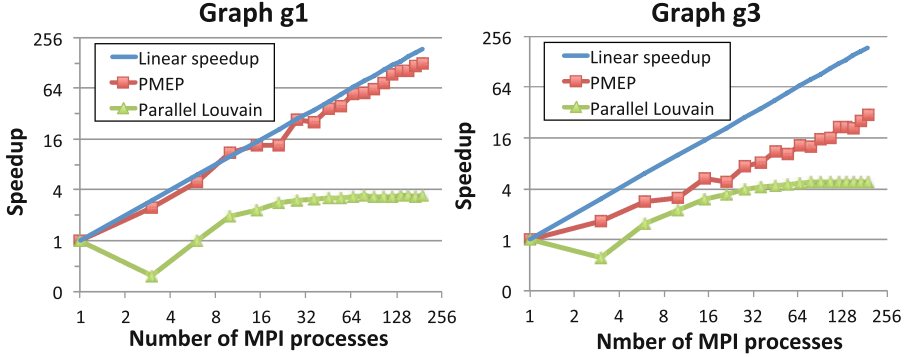 Graph g1
256
64
16
4
1
0
Speedup
Linear speedup
PMEP
Parallel Louvain
1 2 4 8 16 32 64 128 256
Number of MPI processes
Graph g3
256
64
16
4
1
0
Speedup
Linear speedup
PMEP
Parallel Louvain
1 2 4 8 16 32 64 128 256
Nmber of MPI processes